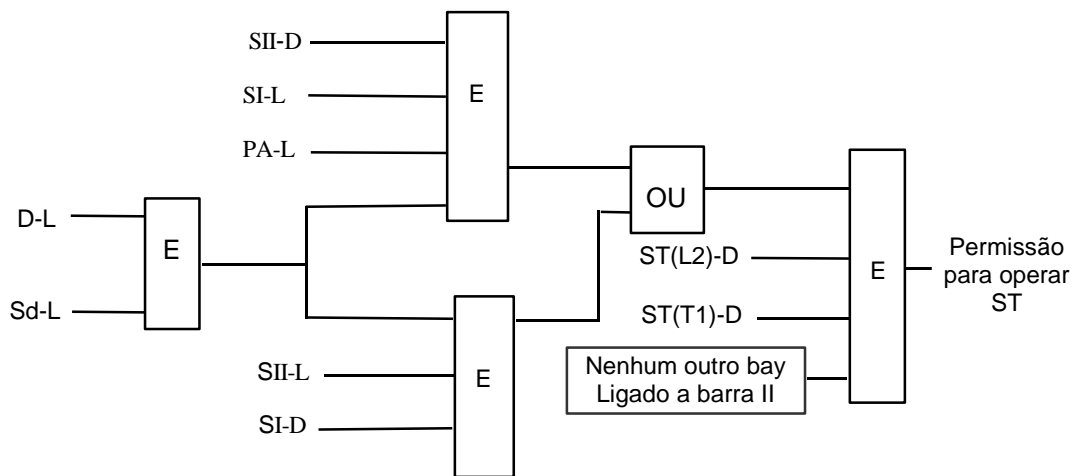 SII-D
SI-L
E
PA-L
D-L
E
Sd-L
OU
ST(L2)-D
E
Permissão
para operar
ST
ST(T1)-D
Nenhum outro bay
Ligado a barra II
SII-L
E
SI-D